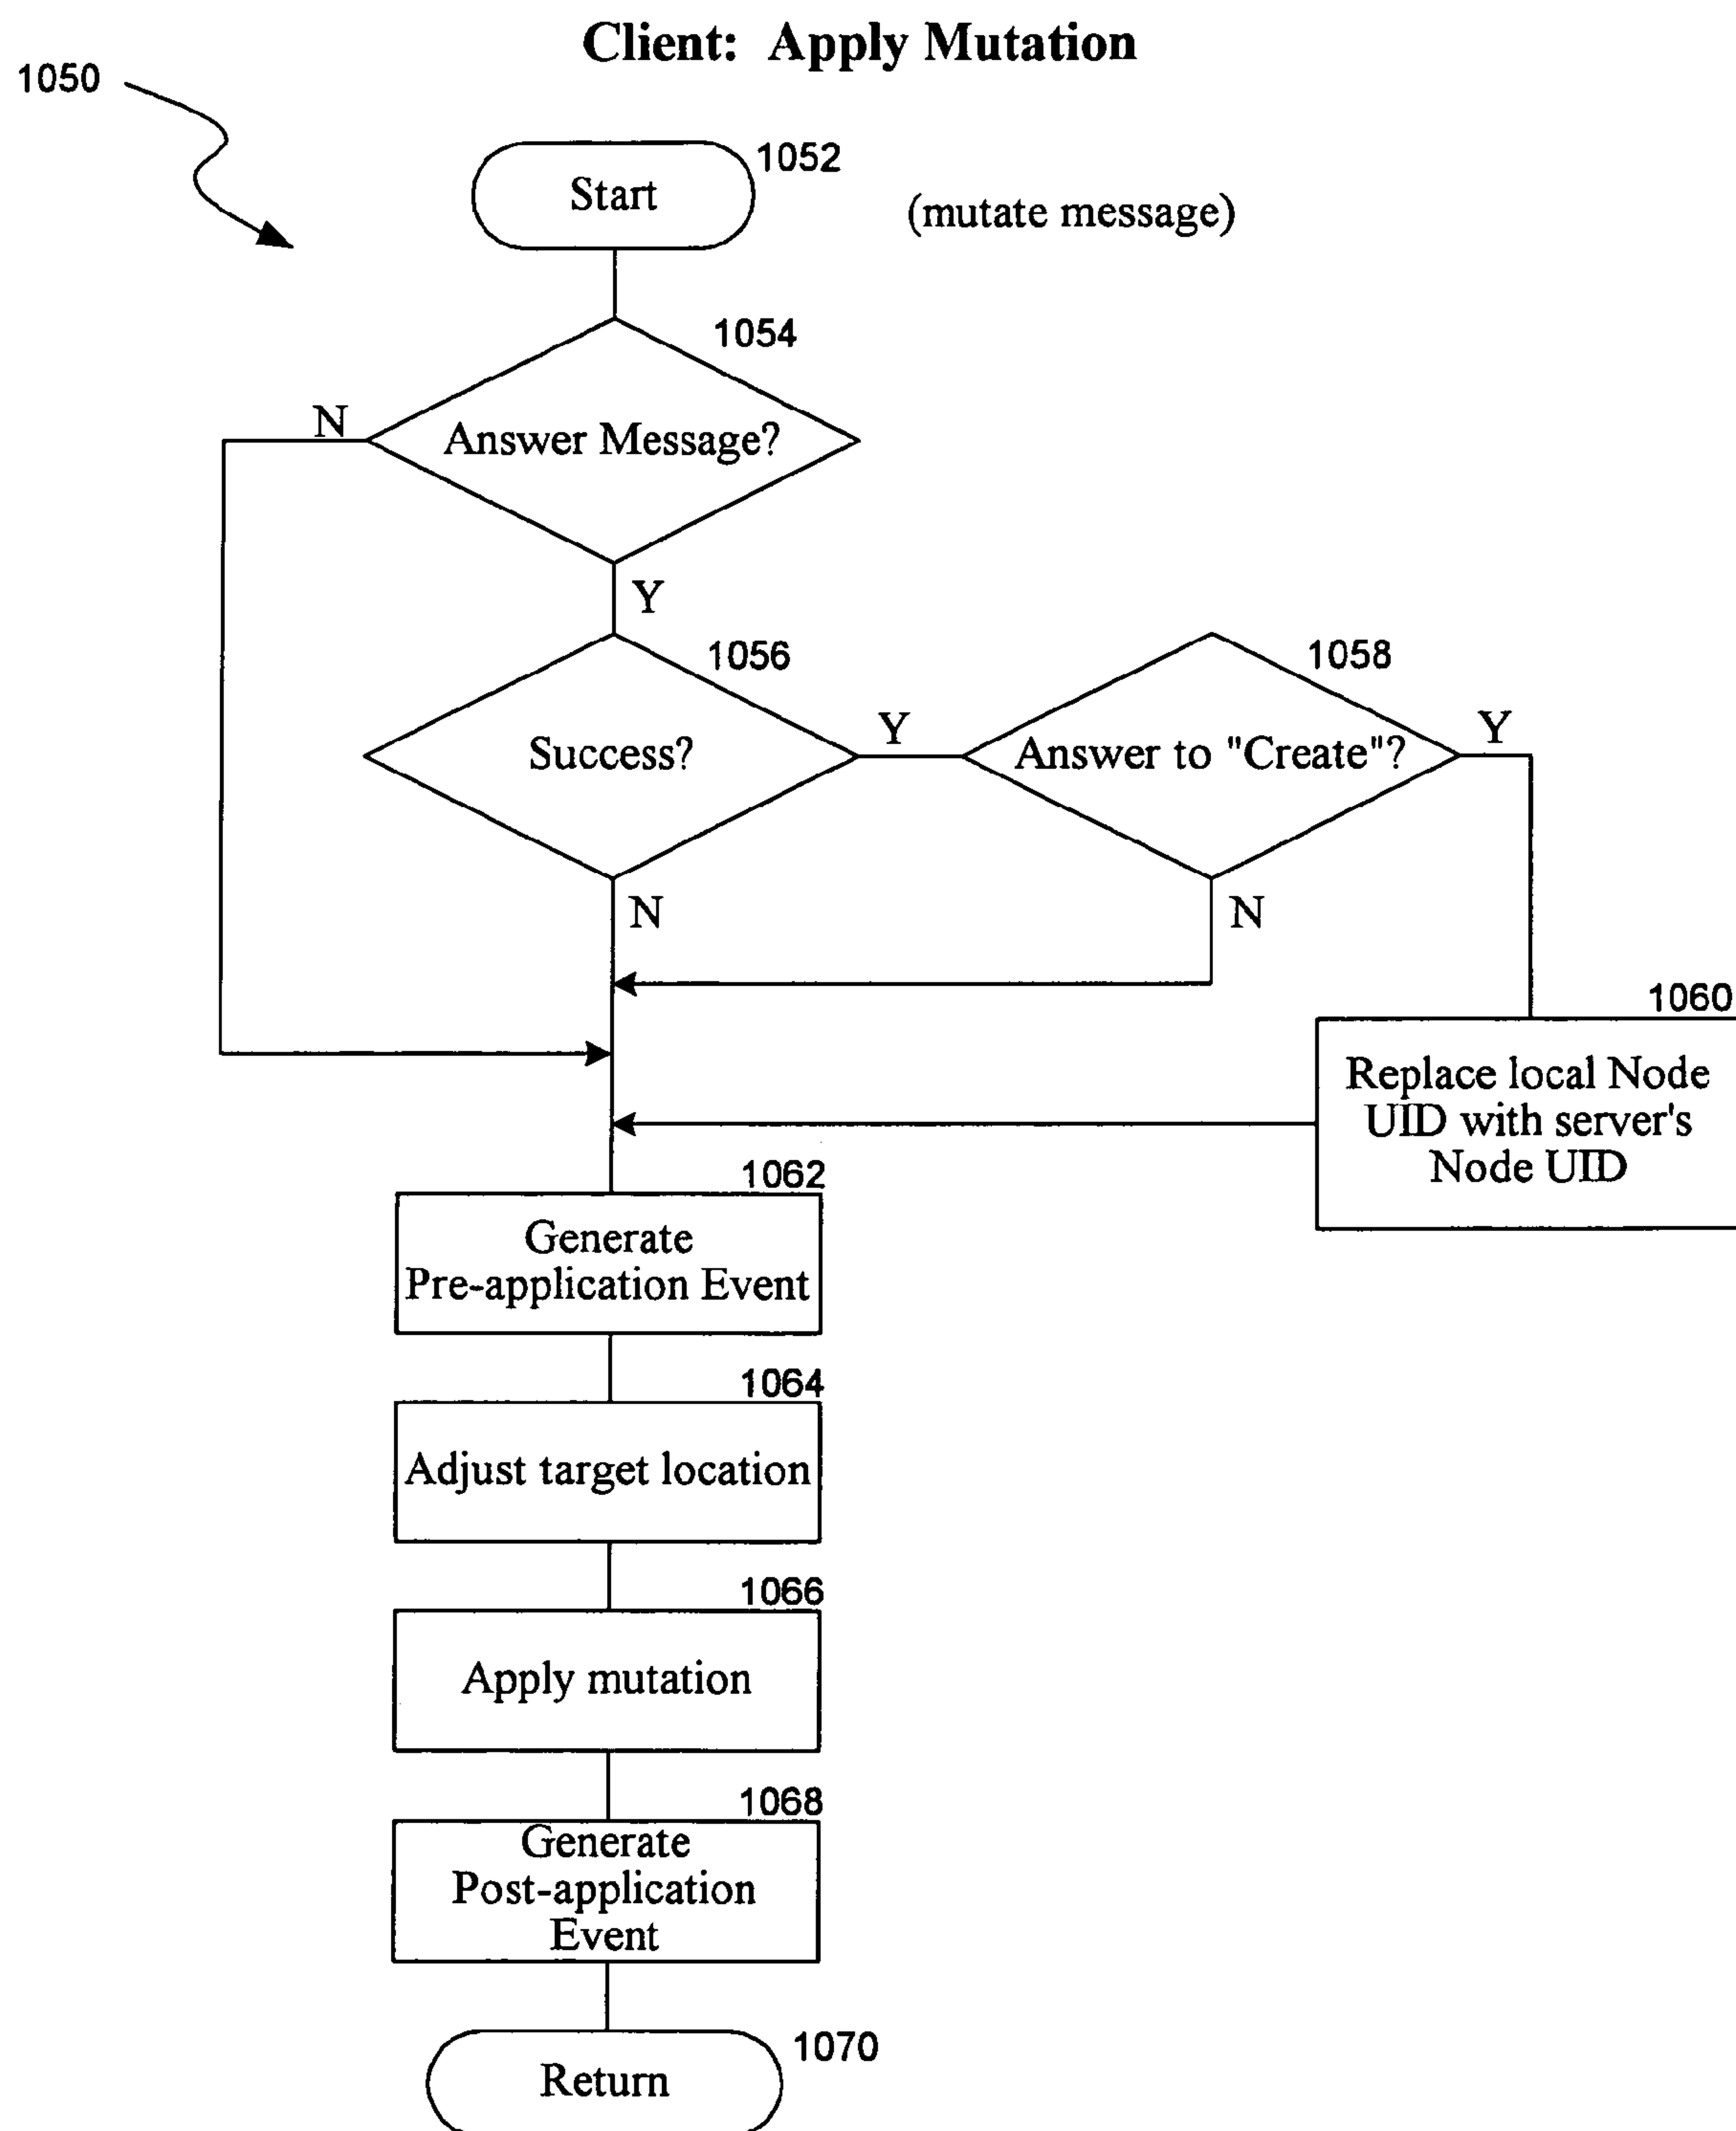 Client: Apply Mutation
1050
1052
Start
(mutate message)
1054
N
Answer Message?
Y
1056
1058
Success?
Y
Answer to "Create"?
Y
N
N
1060
Replace local Node
UID with server's
Node UID
1062
Generate
Pre-application Event
1064
Adjust target location
1066
Apply mutation
1068
Generate
Post-application
Event
1070
Return